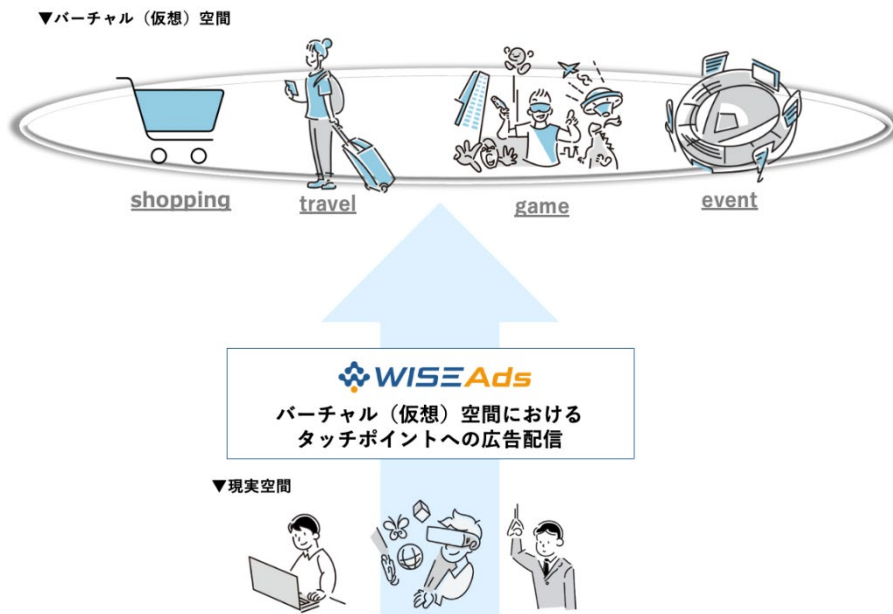 ▼バーチャル（仮想）空間
shopping
travel
game
event
WISEAds
バーチャル（仮想）空間における
タッチポイントへの広告配信
▼現実空間